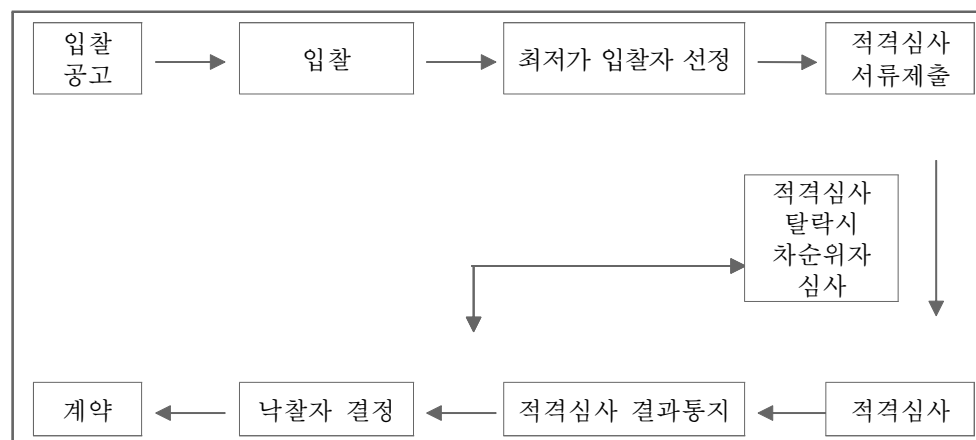 입찰
공고
입찰
최저가 입찰자 선정
적격심사
서류제출
적격심사
탈락시
차순위자
심사
계약
낙찰자 결정
적격심사 결과통지
적격심사